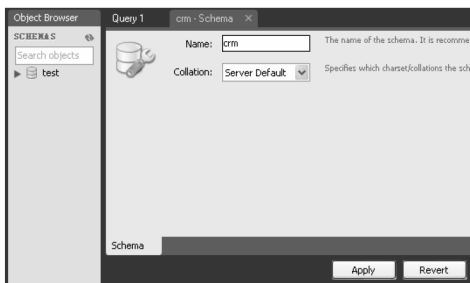 Object Browser
SCHEMAS
Search objects
test
Query 1
crm - Schema
Name:
crm
The name of the schema. It is recomme
Collation:
Server Default
Specifies which charset/collations the sch
Schema
Apply
Revert